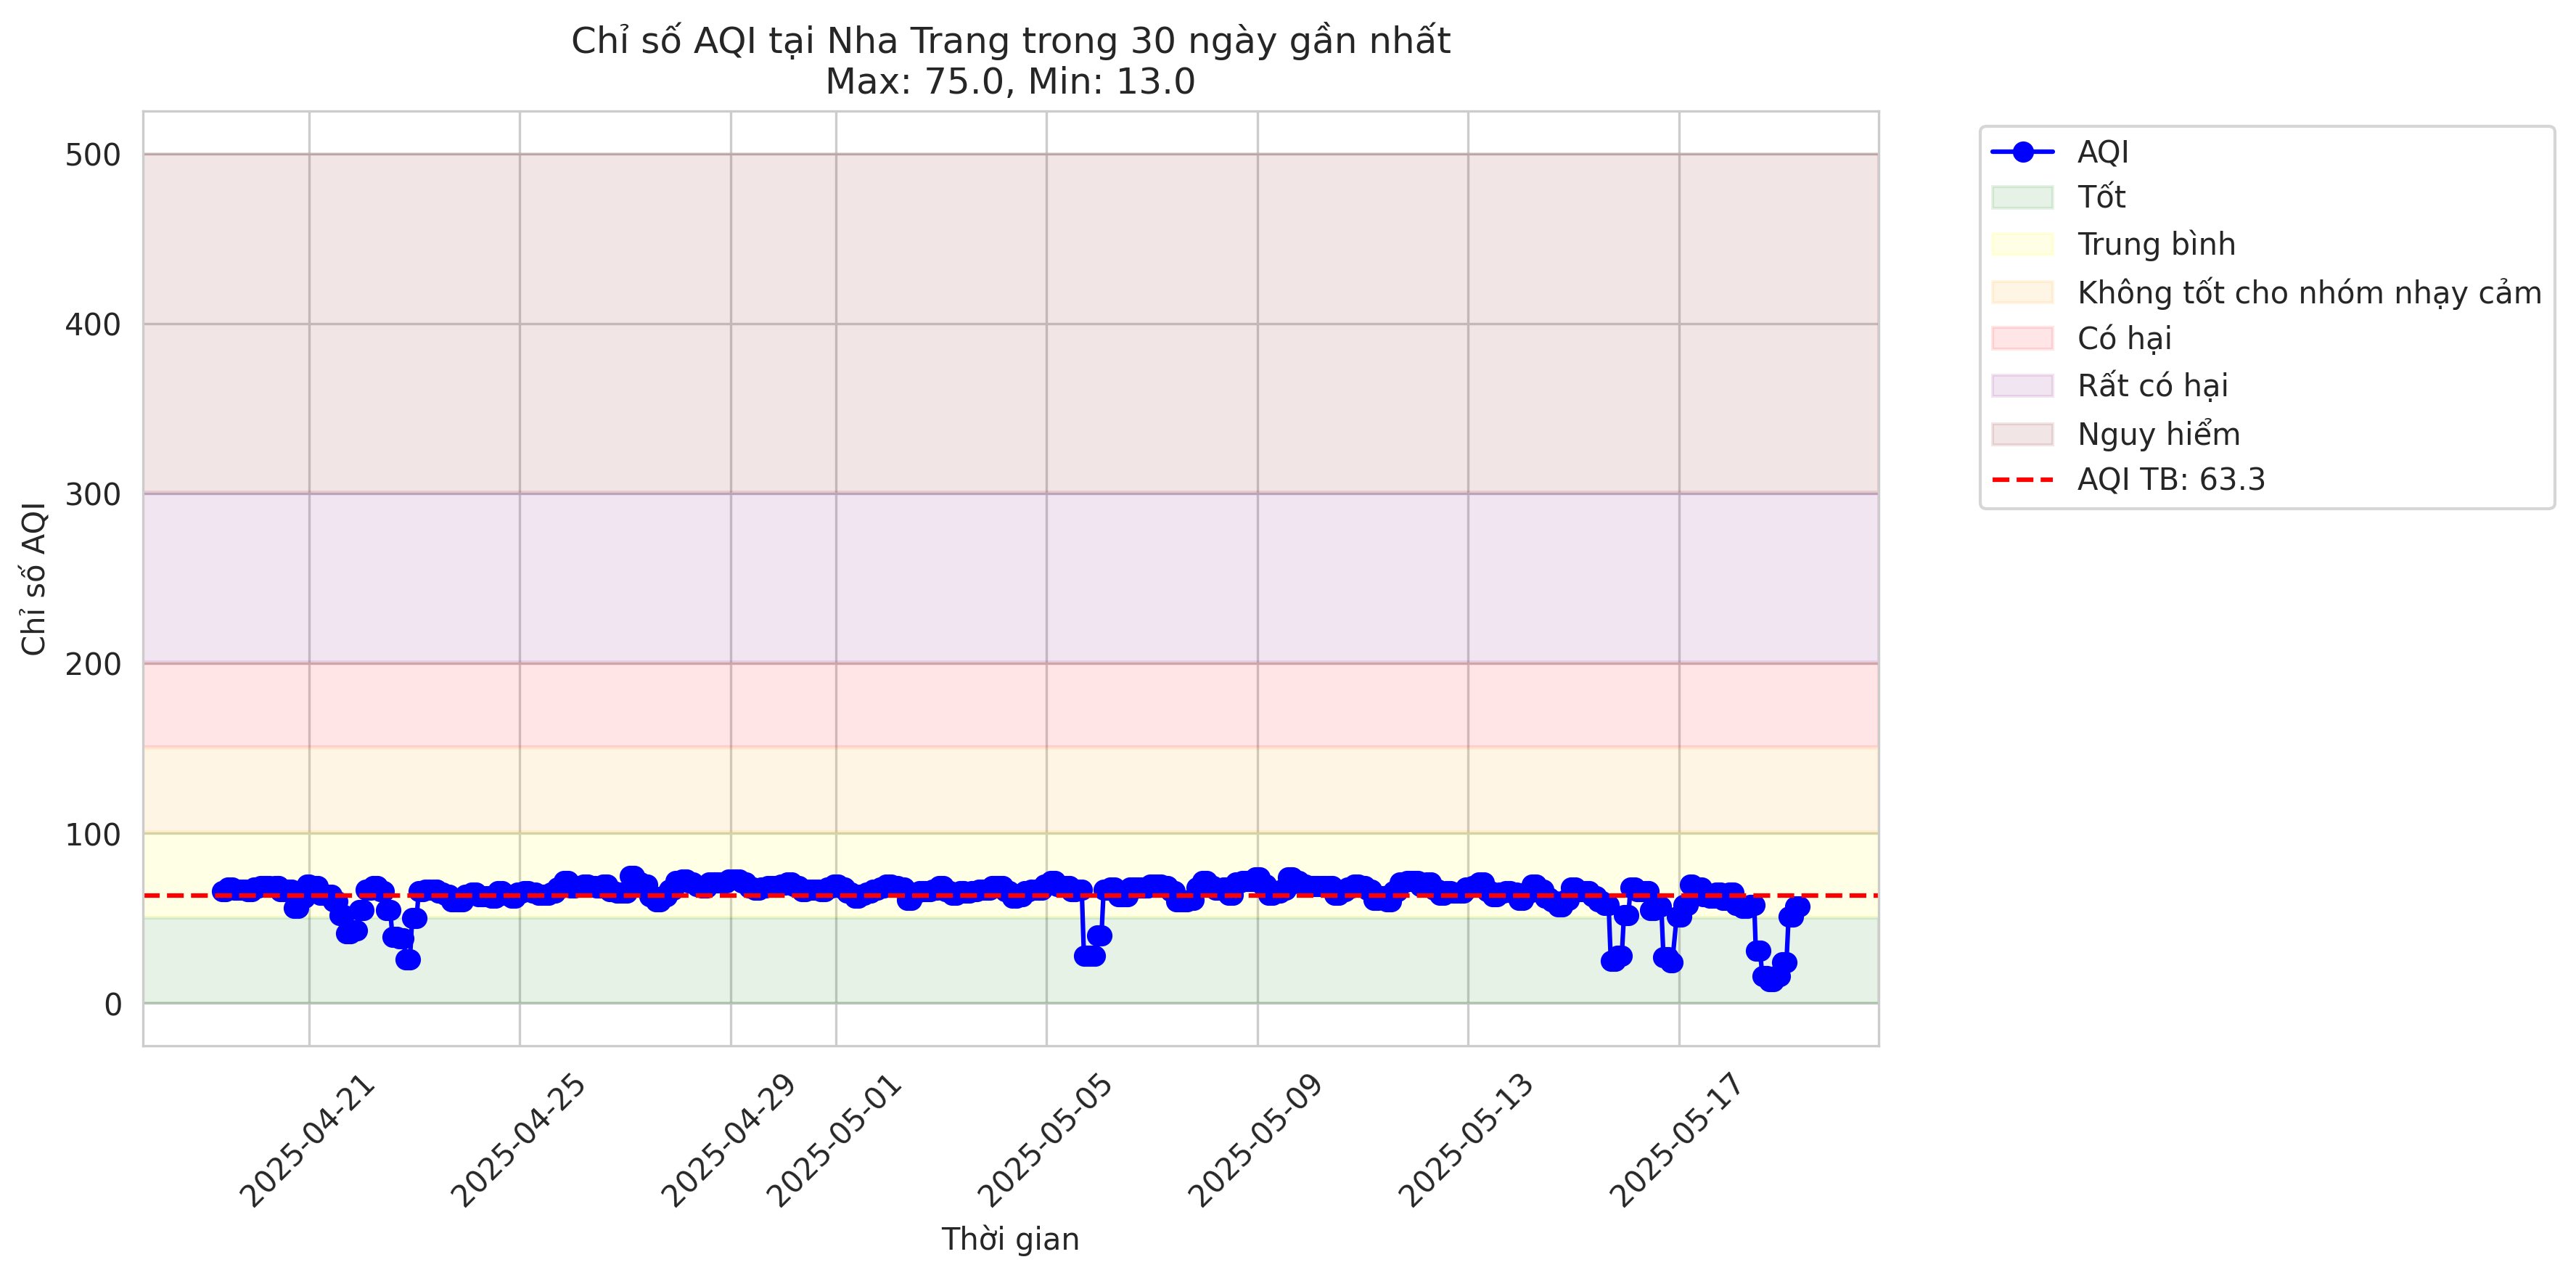 Chỉ số AQI tại Nha Trang trong 30 ngày gần nhất
Max: 75.0, Min: 13.0
Chỉ số AQI
500
400
300
200
100
0
2025-04-21
2025-04-25
2025-04-29
2025-05-01
2025-05-05
2025-05-09
2025-05-13
2025-05-17
Thời gian
AQI
Tốt
Trung bình
Không tốt cho nhóm nhạy cảm
Có hại
Rất có hại
Nguy hiểm
AQI TB: 63.3